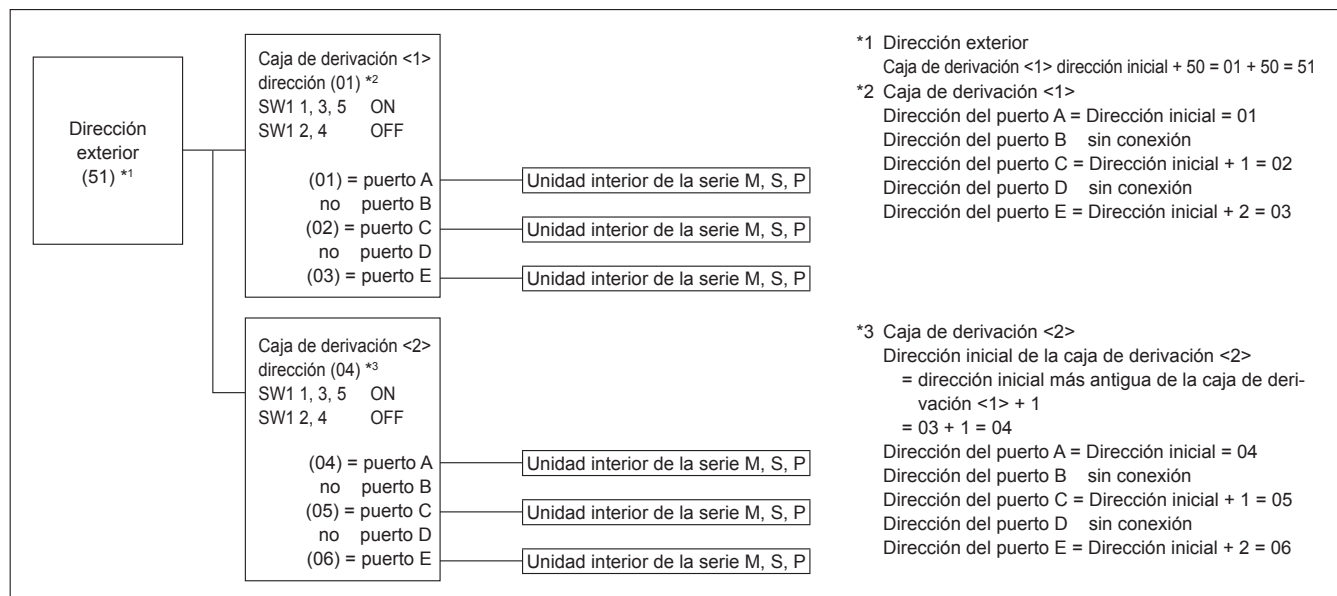 Dirección
exterior
(51) *1
Caja de derivación <1>
dirección (01) *2
SW1 1, 3, 5 ON
SW1 2, 4 OFF
(01) = puerto A
no puerto B
(02) = puerto C
no puerto D
(03) = puerto E
Unidad interior de la serie M, S, P
Unidad interior de la serie M, S, P
Unidad interior de la serie M, S, P
Caja de derivación <2>
dirección (04) *3
SW1 1, 3, 5 ON
SW1 2, 4 OFF
(04) = puerto A
no puerto B
(05) = puerto C
no puerto D
(06) = puerto E
Unidad interior de la serie M, S, P
Unidad interior de la serie M, S, P
Unidad interior de la serie M, S, P
*1 Dirección exterior
Caja de derivación <1> dirección inicial + 50 = 01 + 50 = 51
*2 Caja de derivación <1>
Dirección del puerto A = Dirección inicial = 01
Dirección del puerto B sin conexión
Dirección del puerto C = Dirección inicial + 1 = 02
Dirección del puerto D sin conexión
Dirección del puerto E = Dirección inicial + 2 = 03
*3 Caja de derivación <2>
Dirección inicial de la caja de derivación <2>
= dirección inicial más antigua de la caja de deri-
vación <1> + 1
= 03 + 1 = 04
Dirección del puerto A = Dirección inicial = 04
Dirección del puerto B sin conexión
Dirección del puerto C = Dirección inicial + 1 = 05
Dirección del puerto D sin conexión
Dirección del puerto E = Dirección inicial + 2 = 06